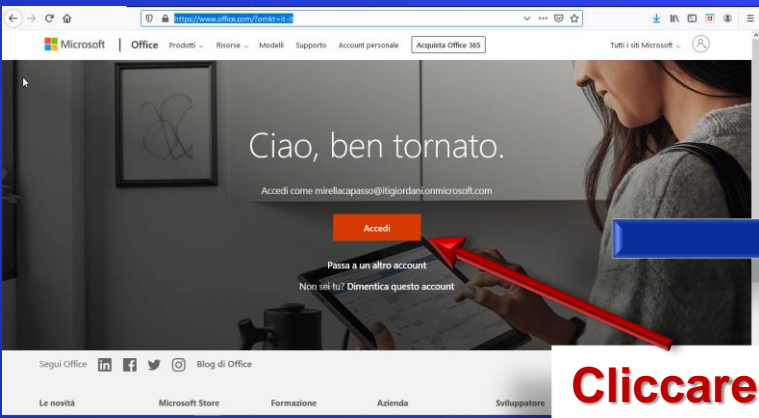 https://www.office.com/?omkt=it-it
Microsoft | Office Prodotti Risorse Modelli Supporto Account personale Acquista Office 365 Tutti i siti Microsoft
Ciao, ben tornato.
Accedi come mirellacapasso@itigiordani.onmicrosoft.com
Accedi
Passa a un altro account
Non sei tu? Dimentica questo account
Segui Office in f Blog di Office
Le novità Microsoft Store Formazione Azienda Sviluppatore
Cliccare